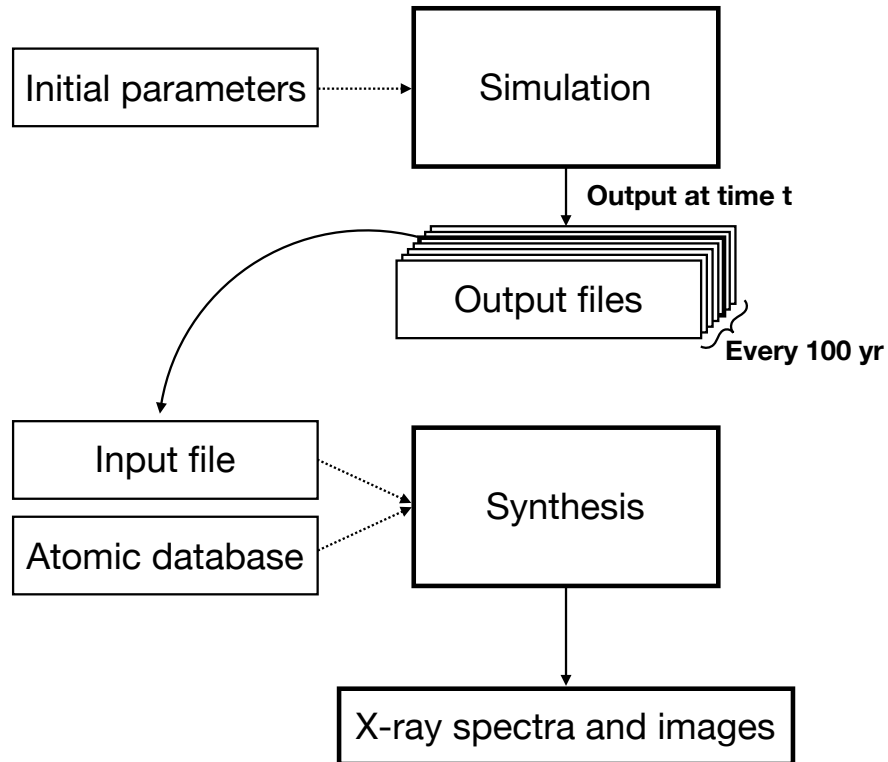 Initial parameters
Simulation
Output at time t
Output files
Every 100 yr
Input file
Atomic database
Synthesis
X-ray spectra and images